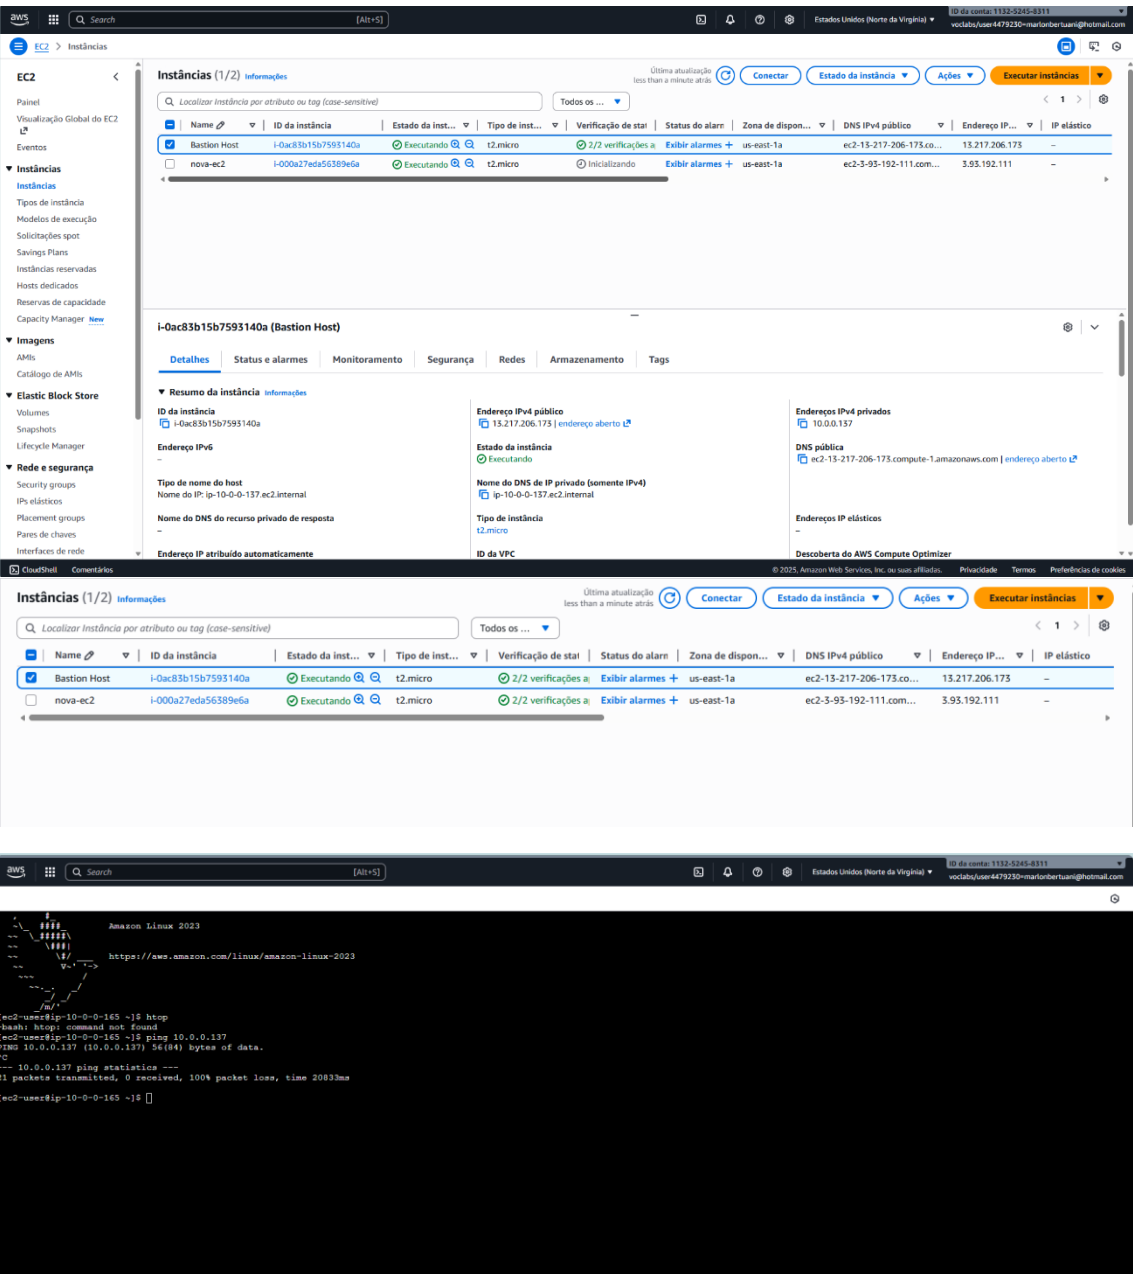 aws Search [Alt+S] Estados Unidos (Norte da Virgínia) ▼ ID da conta: 1132-5245-8311
voclabs/user4479230=marlonbertuani@hotmail.com
EC2 > Instâncias
EC2
Painel
Visualização Global do EC2
Eventos
Instâncias
Instâncias
Tipos de instância
Modelos de execução
Solicitações spot
Savings Plans
Instâncias reservadas
Hosts dedicados
Reservas de capacidade
Capacity Manager New
Imagens
AMIs
Catálogo de AMIs
Elastic Block Store
Volumes
Snapshots
Lifecycle Manager
Rede e segurança
Security groups
IPs elásticos
Placement groups
Pares de chaves
Interfaces de rede
Instâncias (1/2) Informações Última atualização less than a minute atrás Conectar Estado da instância ▼ Ações ▼ Executar instâncias ▼
Localizar Instância por atributo ou tag (case-sensitive) Todos os ... ▼ < 1 >
Name ID da instância Estado da inst... Tipo de inst... Verificação de stat Status do alarn Zona de dispon... DNS IPv4 público Endereço IP... IP elástico
Bastion Host i-0ac83b15b7593140a Executando t2.micro 2/2 verificações a Exibir alarmes + us-east-1a ec2-13-217-206-173.co... 13.217.206.173 –
nova-ec2 i-000a27eda56389e6a Executando t2.micro Inicializando Exibir alarmes + us-east-1a ec2-3-93-192-111.com... 3.93.192.111 –
i-0ac83b15b7593140a (Bastion Host)
Detalhes Status e alarmes Monitoramento Segurança Redes Armazenamento Tags
Resumo da instância Informações
ID da instância Endereço IPv4 público Endereços IPv4 privados
i-0ac83b15b7593140a 13.217.206.173 | endereço aberto 10.0.0.137
Endereço IPv6 Estado da instância DNS pública
– Executando ec2-13-217-206-173.compute-1.amazonaws.com | endereço aberto
Tipo de nome do host Nome do DNS de IP privado (somente IPv4)
Nome do IP: ip-10-0-0-137.ec2.internal ip-10-0-0-137.ec2.internal
Nome do DNS do recurso privado de resposta Tipo de instância Endereços IP elásticos
– t2.micro –
Endereço IP atribuído automaticamente ID da VPC Descoberta do AWS Compute Optimizer
CloudShell Comentários © 2025, Amazon Web Services, Inc. ou suas afiliadas. Privacidade Termos Preferências de cookies
Instâncias (1/2) Informações Última atualização less than a minute atrás Conectar Estado da instância ▼ Ações ▼ Executar instâncias ▼
Localizar Instância por atributo ou tag (case-sensitive) Todos os ... ▼ < 1 >
Name ID da instância Estado da inst... Tipo de inst... Verificação de stat Status do alarn Zona de dispon... DNS IPv4 público Endereço IP... IP elástico
Bastion Host i-0ac83b15b7593140a Executando t2.micro 2/2 verificações a Exibir alarmes + us-east-1a ec2-13-217-206-173.co... 13.217.206.173 –
nova-ec2 i-000a27eda56389e6a Executando t2.micro 2/2 verificações a Exibir alarmes + us-east-1a ec2-3-93-192-111.com... 3.93.192.111 –
aws Search [Alt+S] Estados Unidos (Norte da Virgínia) ▼ ID da conta: 1132-5245-8311
voclabs/user4479230=marlonbertuani@hotmail.com
Amazon Linux 2023
https://aws.amazon.com/linux/amazon-linux-2023
[ec2-user@ip-10-0-0-165 ~]$ htop
-bash: htop: command not found
[ec2-user@ip-10-0-0-165 ~]$ ping 10.0.0.137
PING 10.0.0.137 (10.0.0.137) 56(84) bytes of data.
^C
--- 10.0.0.137 ping statistics ---
21 packets transmitted, 0 received, 100% packet loss, time 20833ms
[ec2-user@ip-10-0-0-165 ~]$